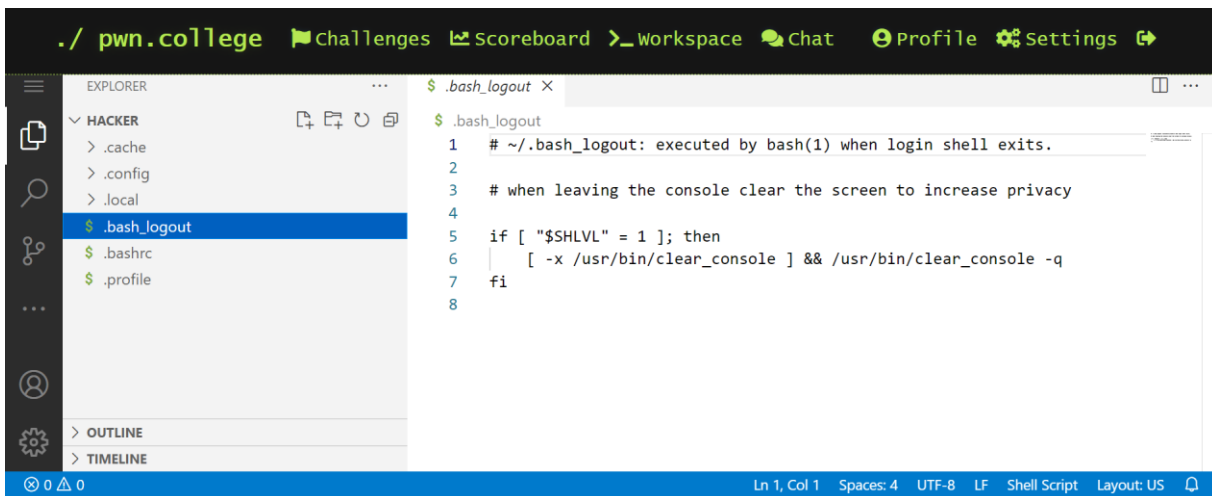 ./ pwn.college Challenges Scoreboard Workspace Chat Profile Settings
EXPLORER ... $ .bash_logout × ...
HACKER
.cache
.config
.local
$ .bash_logout
$ .bashrc
$ .profile
OUTLINE
TIMELINE
$ .bash_logout
1 # ~/.bash_logout: executed by bash(1) when login shell exits.
2
3 # when leaving the console clear the screen to increase privacy
4
5 if [ "$SHLVL" = 1 ]; then
6     [ -x /usr/bin/clear_console ] && /usr/bin/clear_console -q
7 fi
8
0 0 Ln 1, Col 1 Spaces: 4 UTF-8 LF Shell Script Layout: US